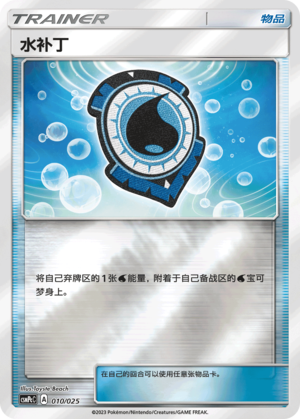 TRAINER 物品
水补丁
将自己弃牌区的1张能量，附着于自己备战区的宝可
梦身上。
Illus. Ayste Beach
在自己的回合可以使用任意张物品卡。
CSMPcC A 010/025
©2023 Pokémon/Nintendo/Creatures/GAME FREAK.